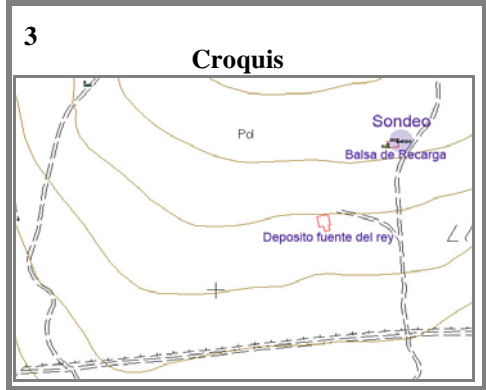 3
Croquis
Sondeo
Pol
Balsa de Recarga
Deposito fuente del rey